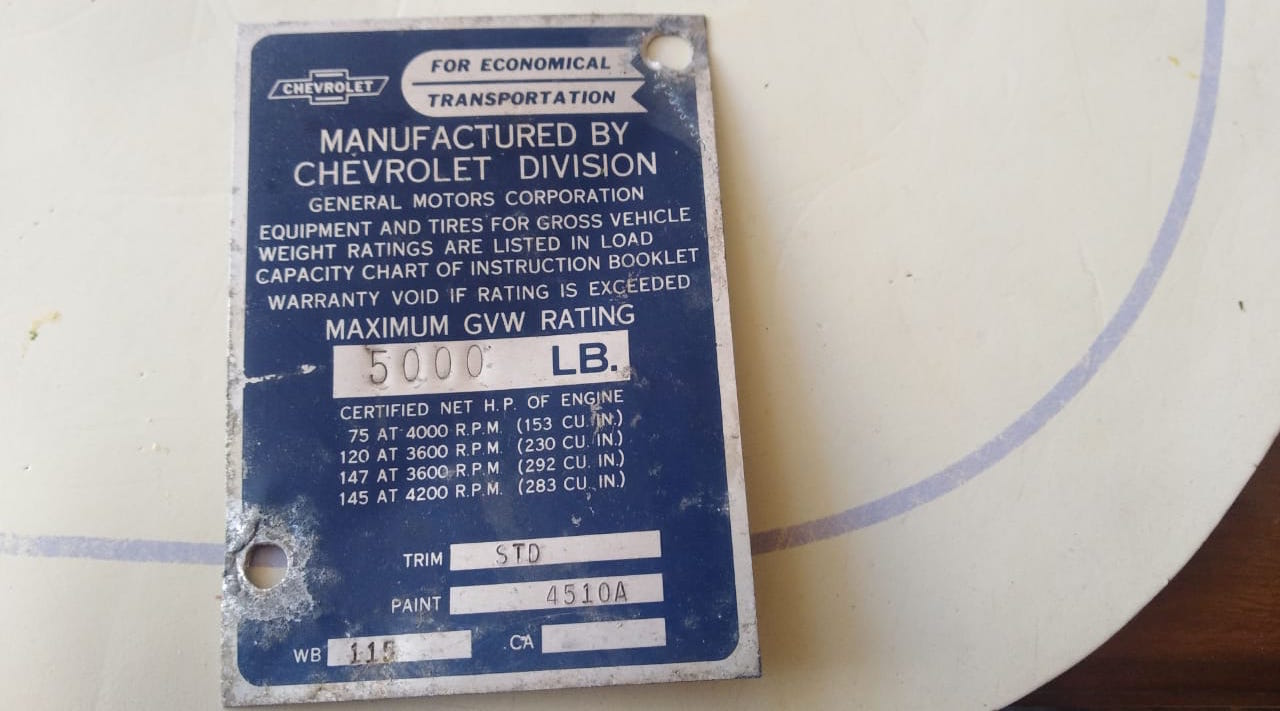 CHEVROLET
FOR ECONOMICAL
TRANSPORTATION
MANUFACTURED BY
CHEVROLET DIVISION
GENERAL MOTORS CORPORATION
EQUIPMENT AND TIRES FOR GROSS VEHICLE
WEIGHT RATINGS ARE LISTED IN LOAD
CAPACITY CHART OF INSTRUCTION BOOKLET
WARRANTY VOID IF RATING IS EXCEEDED
MAXIMUM GVW RATING
5000 LB.
CERTIFIED NET H.P. OF ENGINE
75 AT 4000 R.P.M. (153 CU. IN.)
120 AT 3600 R.P.M. (230 CU. IN.)
147 AT 3600 R.P.M. (292 CU. IN.)
145 AT 4200 R.P.M. (283 CU. IN.)
TRIM STD
PAINT 4510A
WB 115 CA